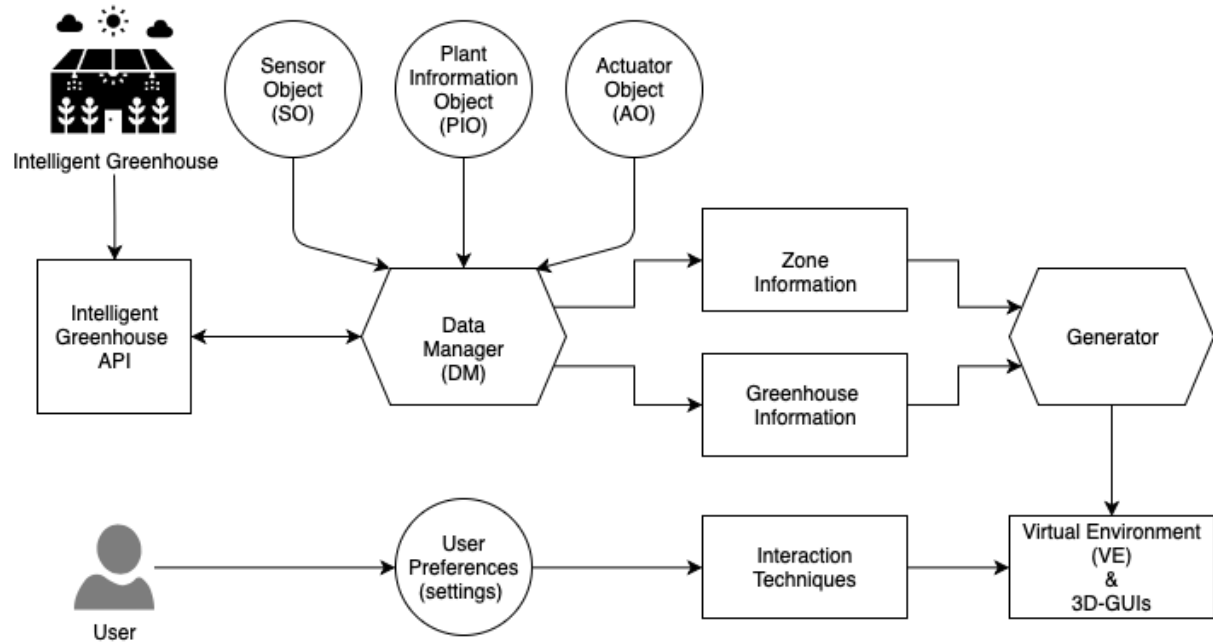 Intelligent Greenhouse
Sensor
Object
(SO)
Plant
Infrormation
Object
(PIO)
Actuator
Object
(AO)
Intelligent
Greenhouse
API
Data
Manager
(DM)
Zone
Information
Greenhouse
Information
Generator
User
User
Preferences
(settings)
Interaction
Techniques
Virtual Environment
(VE)
&
3D-GUIs